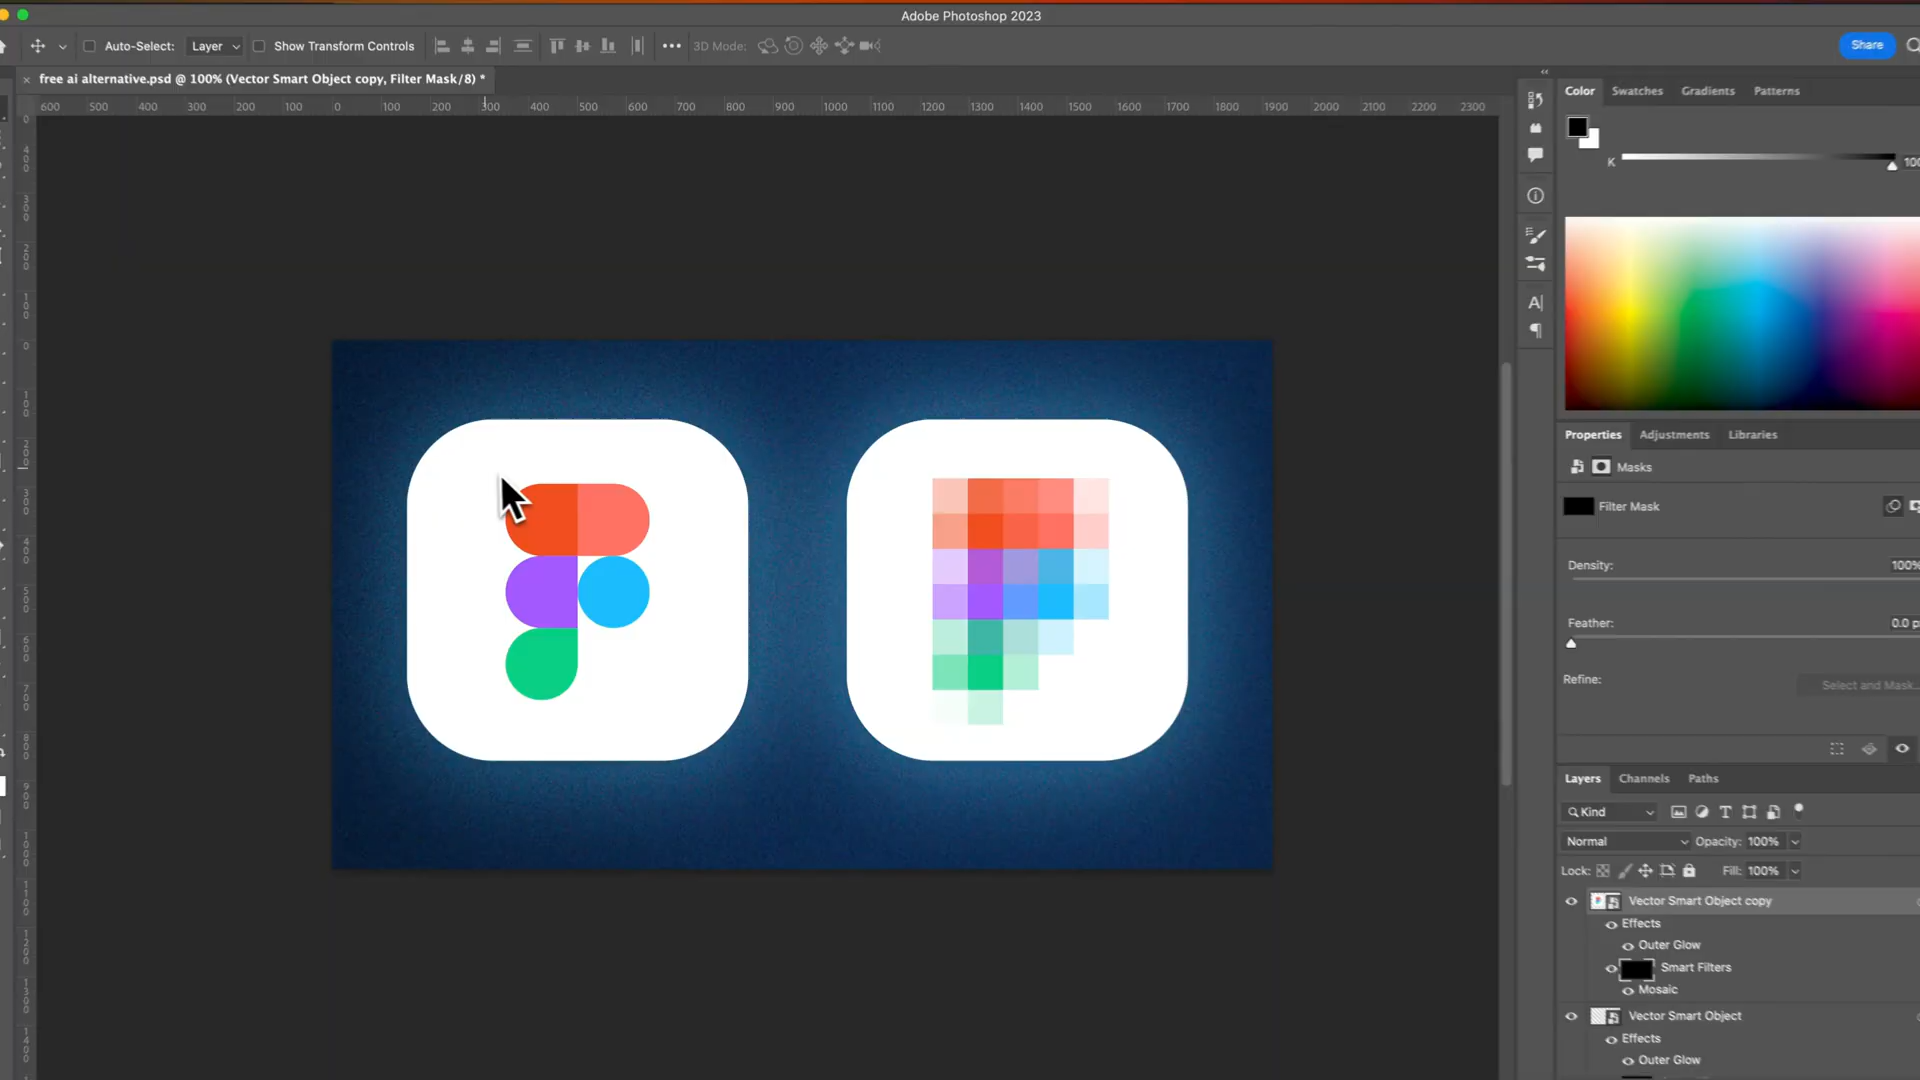 Adobe Photoshop 2023
Auto-Select: Layer Show Transform Controls 3D Mode: Share
free ai alternative.psd @ 100% (Vector Smart Object copy, Filter Mask/8) *
600 500 400 300 200 100 0 100 200 300 400 500 600 700 800 900 1000 1100 1200 1300 1400 1500 1600 1700 1800 1900 2000 2100 2200 2300
Color Swatches Gradients Patterns
K
Properties Adjustments Libraries
Masks
Filter Mask
Density: 100%
Feather: 0.0 p
Refine: Select and Mask...
Layers Channels Paths
Kind
Normal Opacity: 100%
Lock: Fill: 100%
Vector Smart Object copy
Effects
Outer Glow
Smart Filters
Mosaic
Vector Smart Object
Effects
Outer Glow